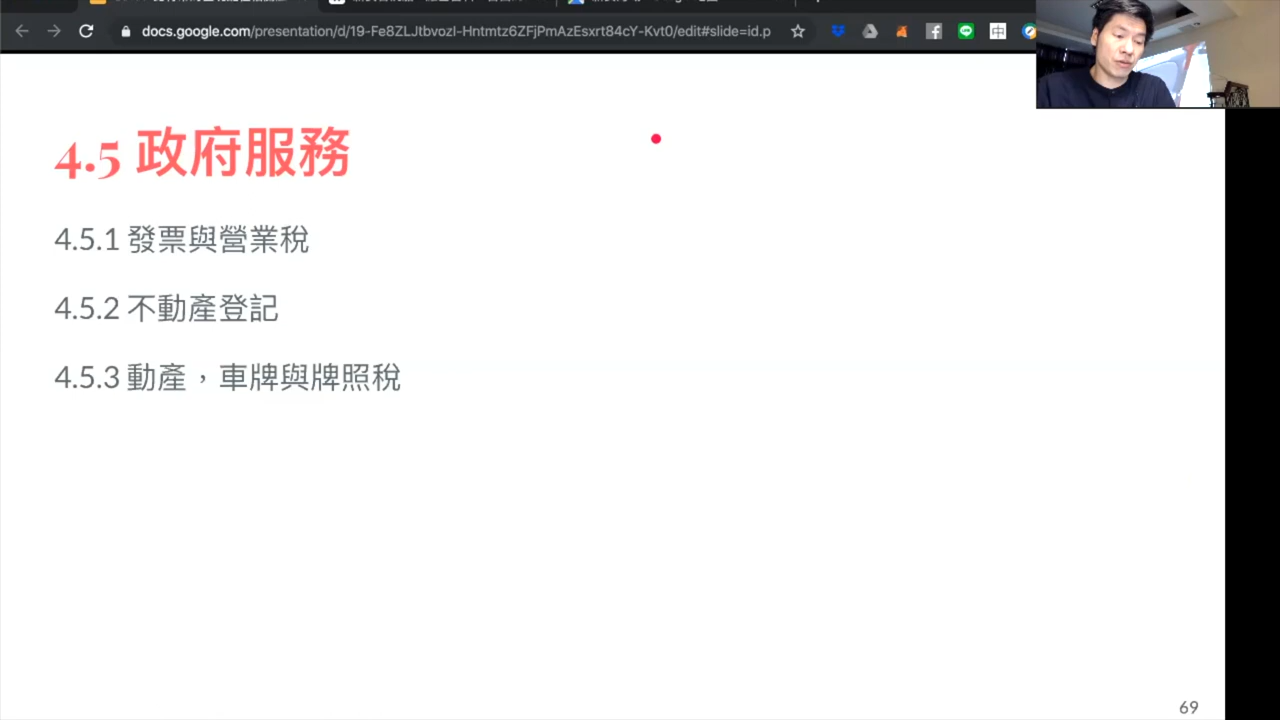 docs.google.com/presentation/d/19-Fe8ZLJtbvozI-Hntmtz6ZFjPmAzEsxrt84cY-Kvt0/edit#slide=id.p
中
4.5 政府服務
4.5.1 發票與營業稅
4.5.2 不動產登記
4.5.3 動產，車牌與牌照稅
69